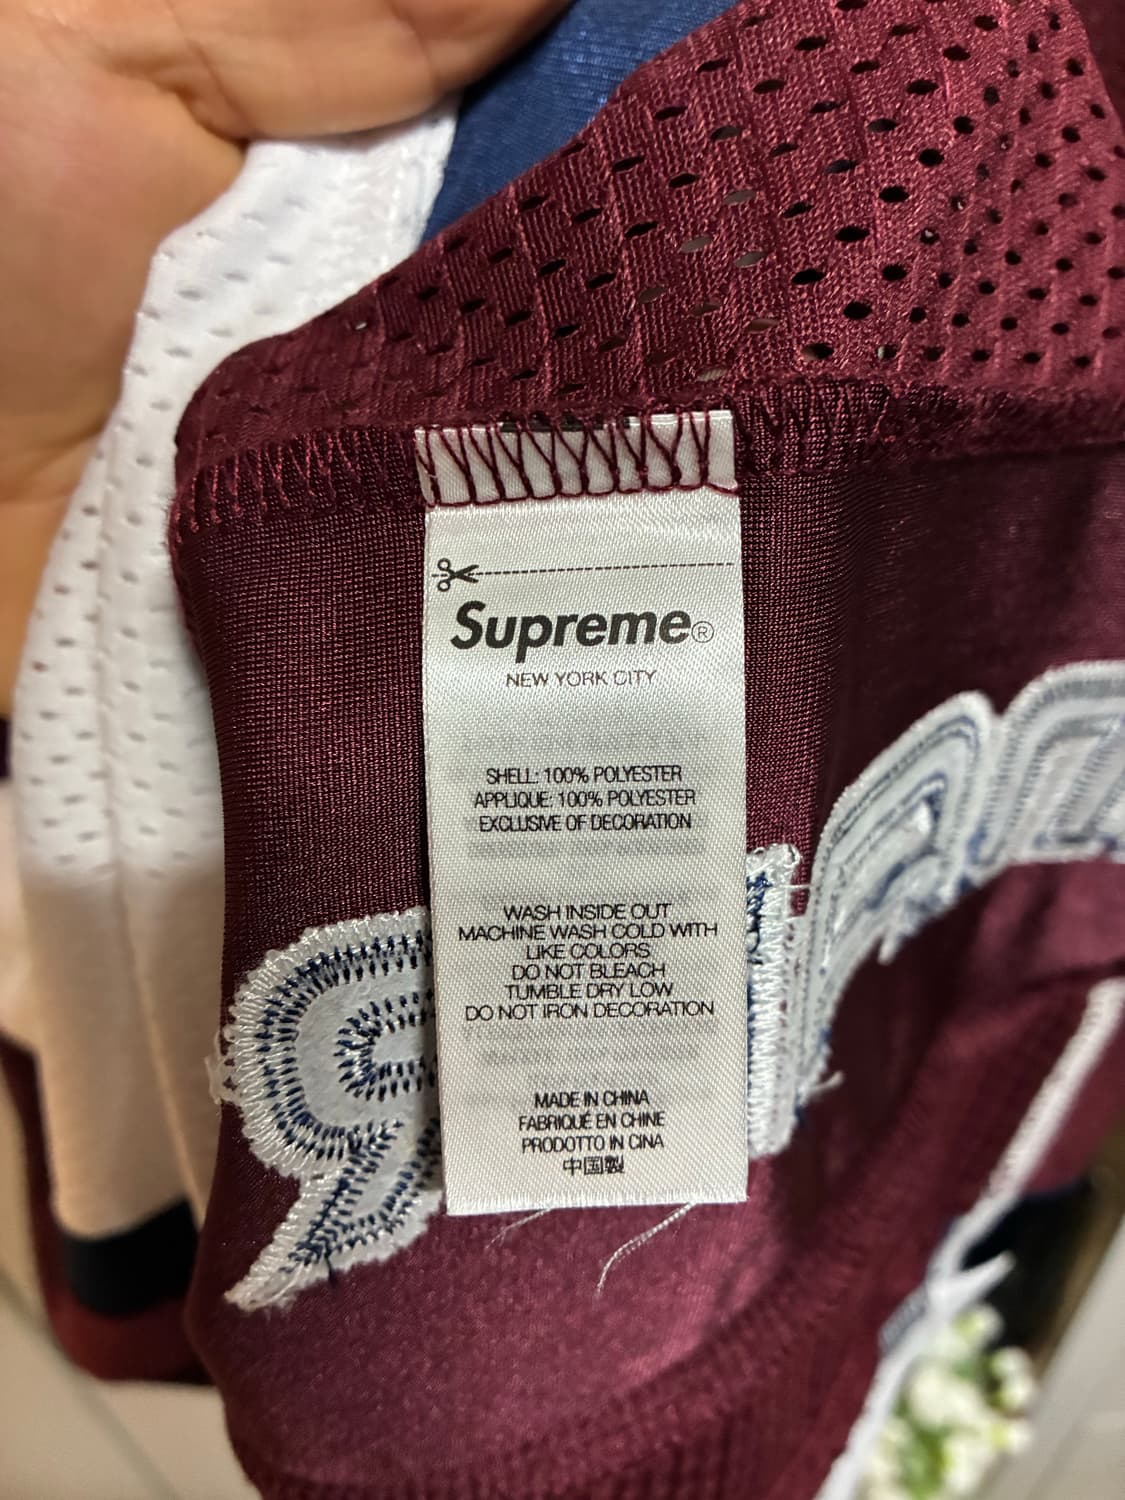 Supreme®
NEW YORK CITY
SHELL: 100% POLYESTER
APPLIQUE: 100% POLYESTER
EXCLUSIVE OF DECORATION
WASH INSIDE OUT
MACHINE WASH COLD WITH
LIKE COLORS
DO NOT BLEACH
TUMBLE DRY LOW
DO NOT IRON DECORATION
MADE IN CHINA
FABRIQUÉ EN CHINE
PRODOTTO IN CINA
中国製